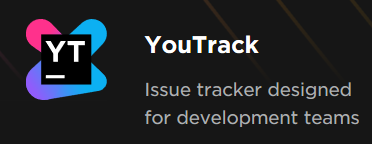 YT
YouTrack
Issue tracker designed
for development teams